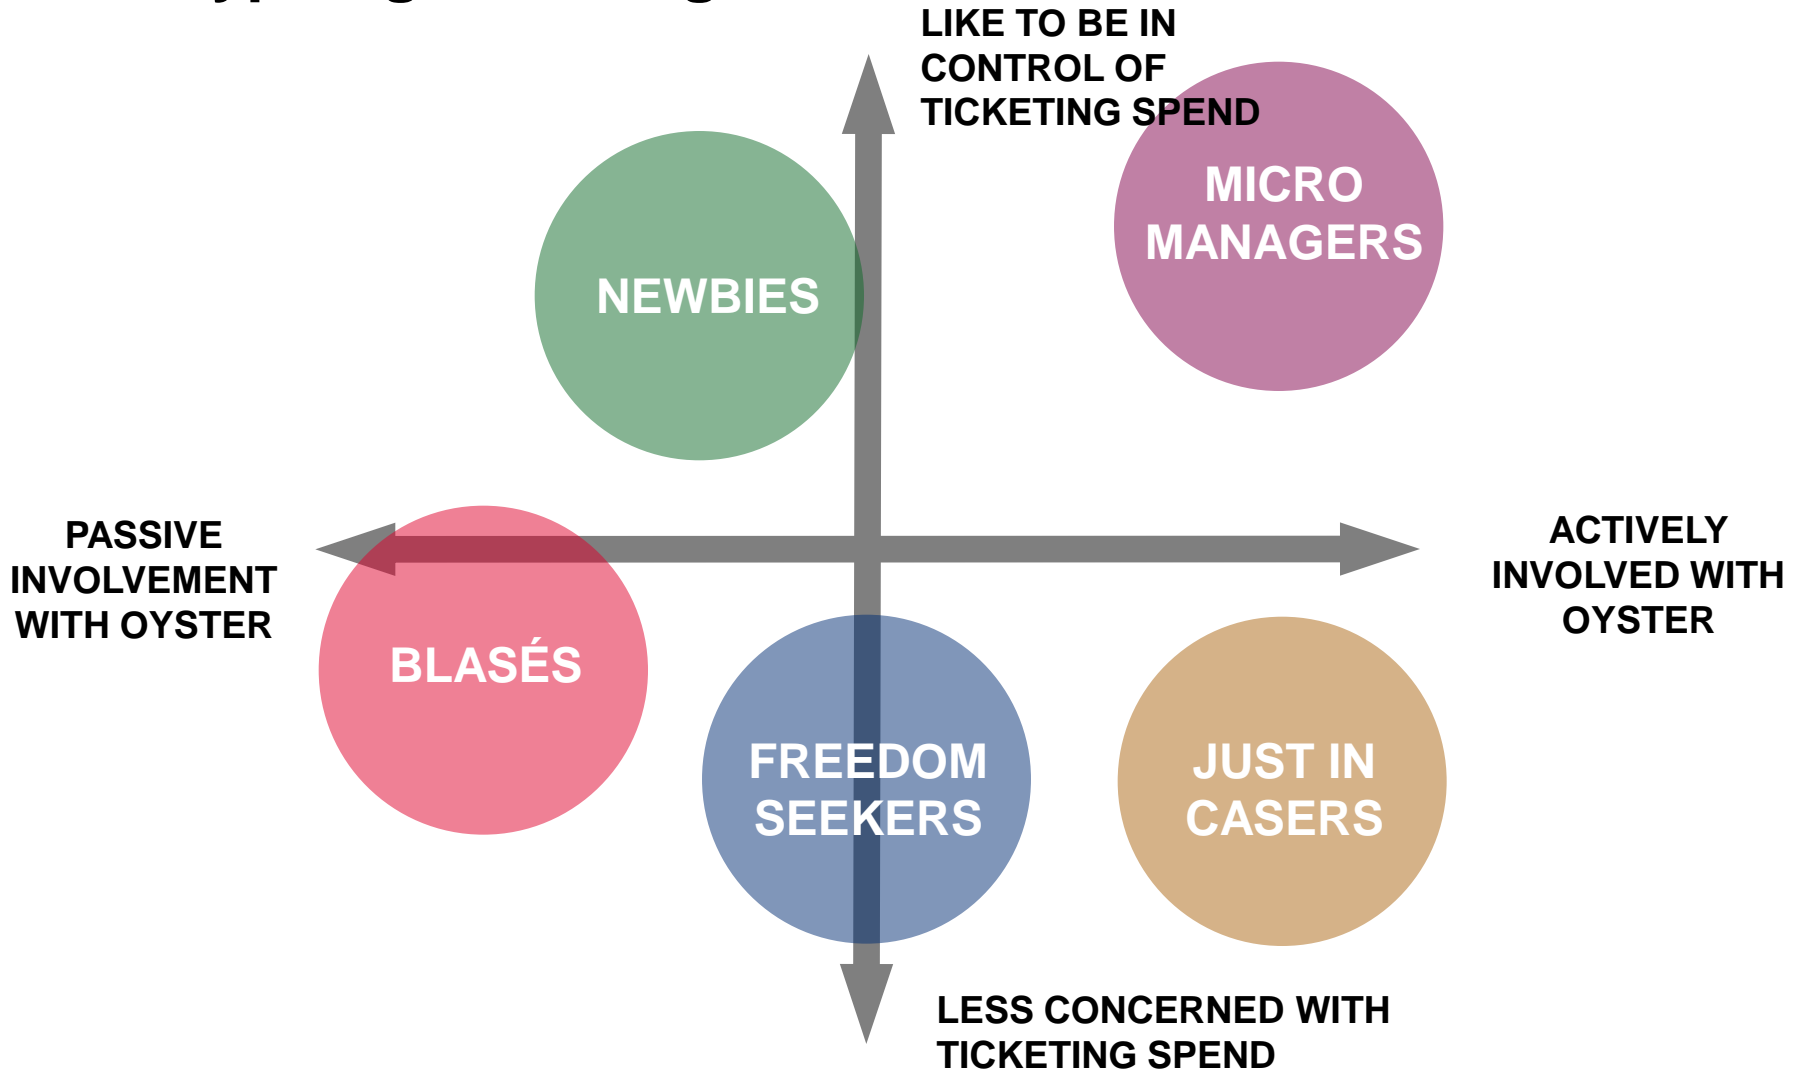 LIKE TO BE IN
CONTROL OF
TICKETING SPEND
MICRO
MANAGERS
NEWBIES
PASSIVE
INVOLVEMENT
WITH OYSTER
ACTIVELY
INVOLVED WITH
OYSTER
BLASÉS
FREEDOM
SEEKERS
JUST IN
CASERS
LESS CONCERNED WITH
TICKETING SPEND